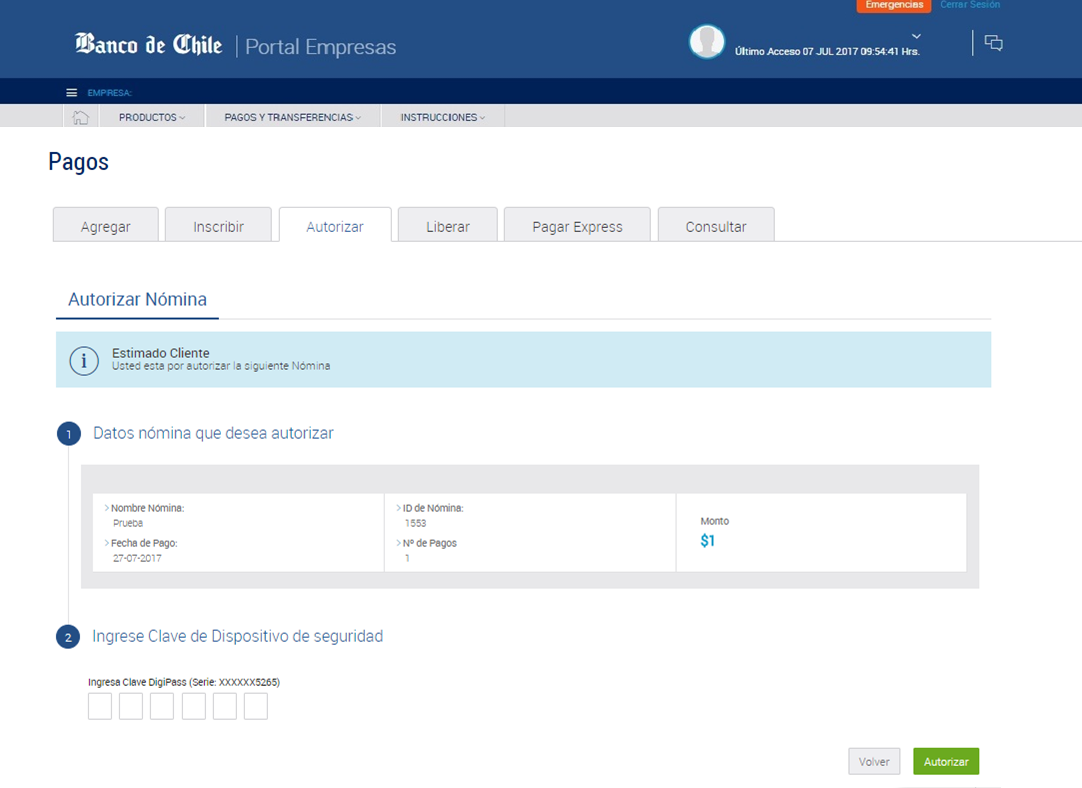 Emergencias Cerrar Sesión
Banco de Chile | Portal Empresas
Último Acceso 07 JUL 2017 09:54:41 Hrs.
EMPRESA:
PRODUCTOS PAGOS Y TRANSFERENCIAS INSTRUCCIONES
Pagos
Agregar Inscribir Autorizar Liberar Pagar Express Consultar
Autorizar Nómina
i
Estimado Cliente
Usted esta por autorizar la siguiente Nómina
1 Datos nómina que desea autorizar
Nombre Nómina:
Prueba
Fecha de Pago:
27-07-2017
ID de Nómina:
1553
Nº de Pagos
1
Monto
$1
2 Ingrese Clave de Dispositivo de seguridad
Ingresa Clave DigiPass (Serie: XXXXXX5265)
Volver Autorizar